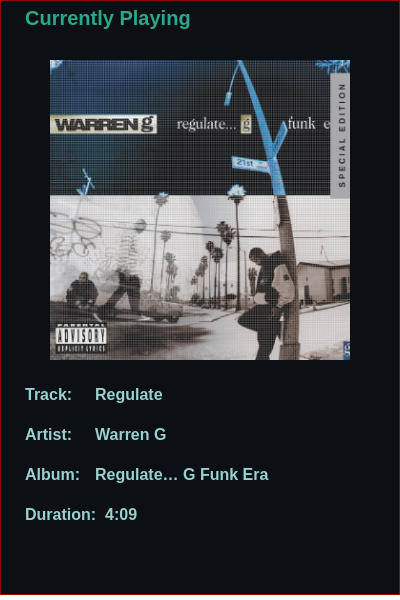 Currently Playing
WARREN g
regulate... g funk e
SPECIAL EDITION
21st
PARENTAL
ADVISORY
EXPLICIT LYRICS
g
Track: Regulate
Artist: Warren G
Album: Regulate… G Funk Era
Duration: 4:09